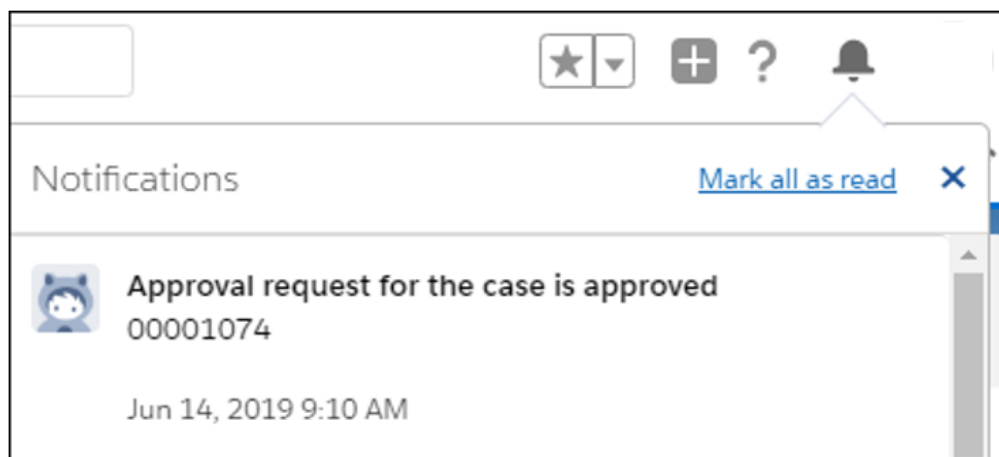 Notifications
Mark all as read
Approval request for the case is approved
00001074
Jun 14, 2019 9:10 AM